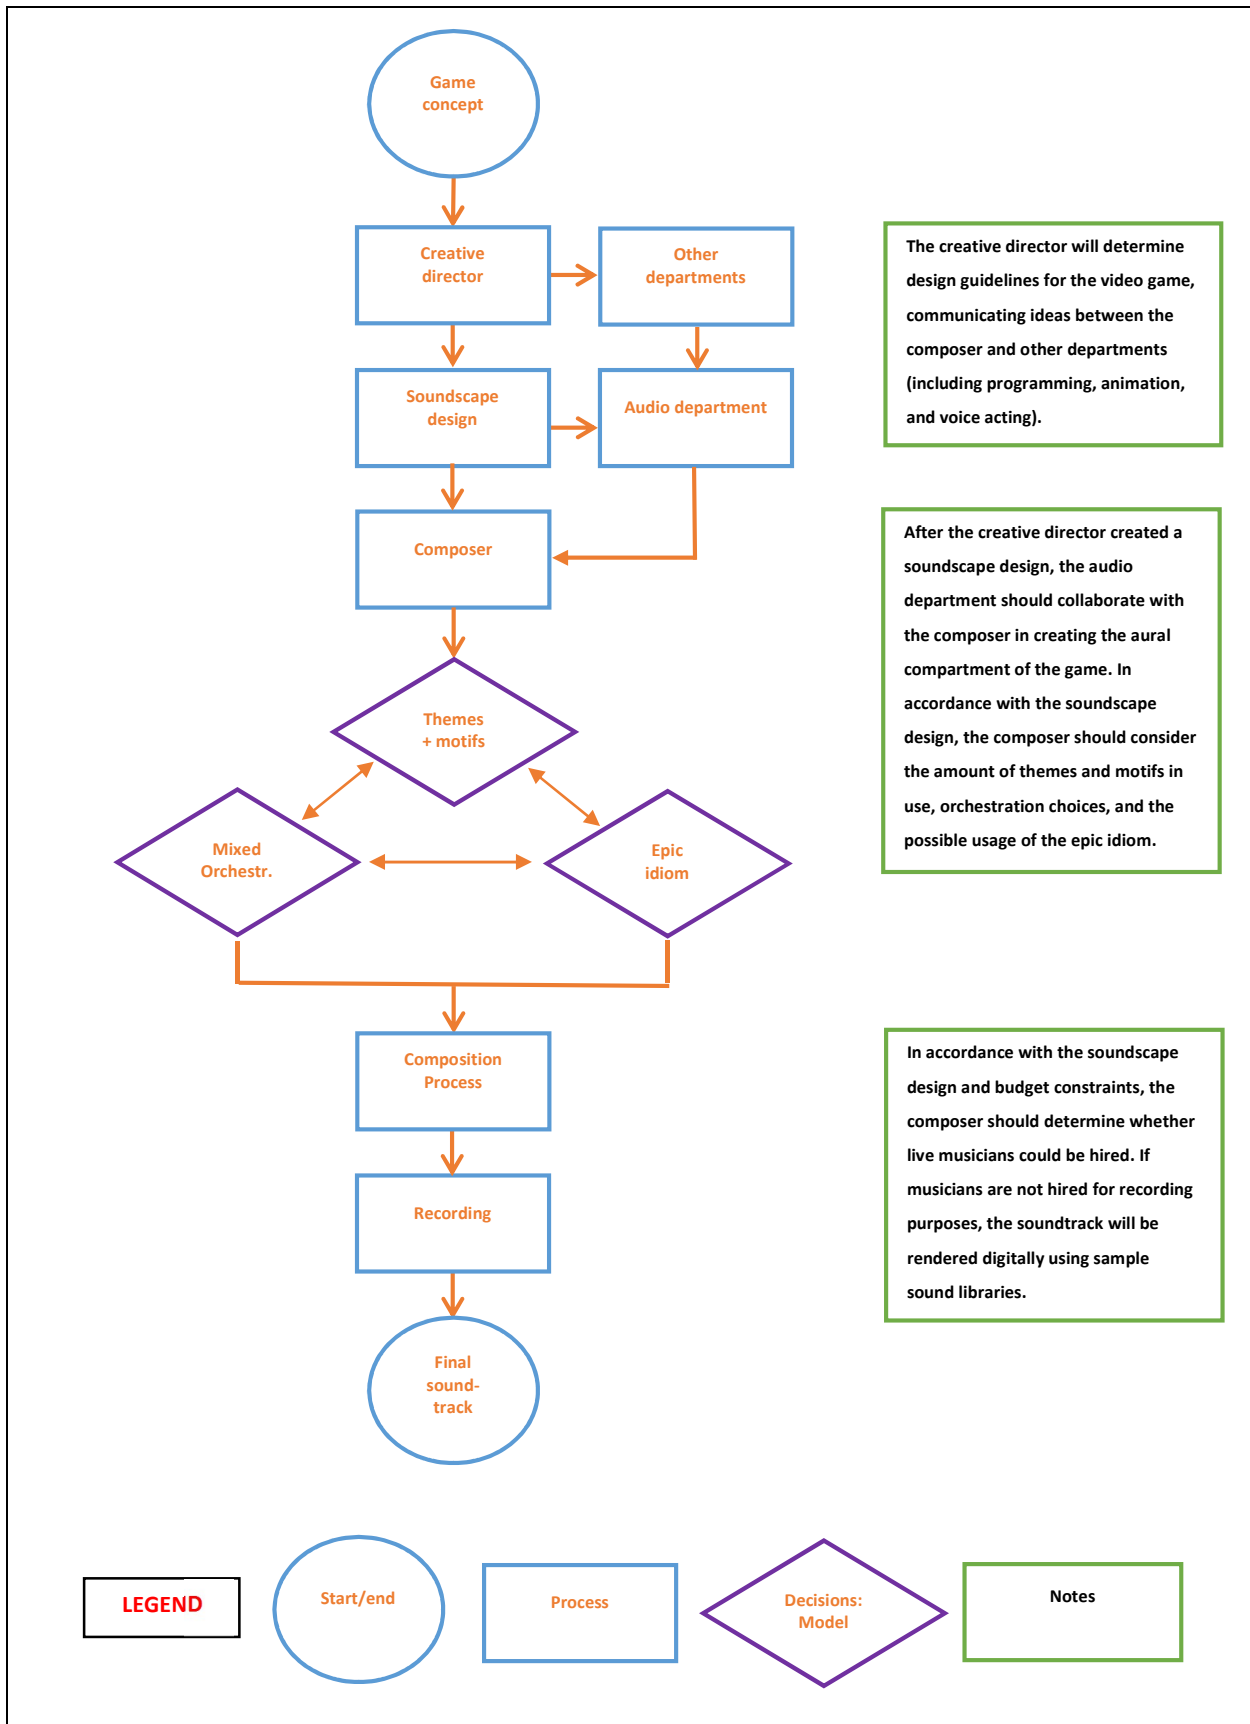 Game
concept
Creative
director
Other
departments
The creative director will determine
design guidelines for the video game,
communicating ideas between the
composer and other departments
(including programming, animation,
and voice acting).
Soundscape
design
Audio department
Composer
After the creative director created a
soundscape design, the audio
department should collaborate with
the composer in creating the aural
compartment of the game. In
accordance with the soundscape
design, the composer should consider
the amount of themes and motifs in
use, orchestration choices, and the
possible usage of the epic idiom.
Themes
+ motifs
Mixed
Orchestr.
Epic
idiom
Composition
Process
In accordance with the soundscape
design and budget constraints, the
composer should determine whether
live musicians could be hired. If
musicians are not hired for recording
purposes, the soundtrack will be
rendered digitally using sample
sound libraries.
Recording
Final
sound-
track
LEGEND
Start/end
Process
Decisions:
Model
Notes